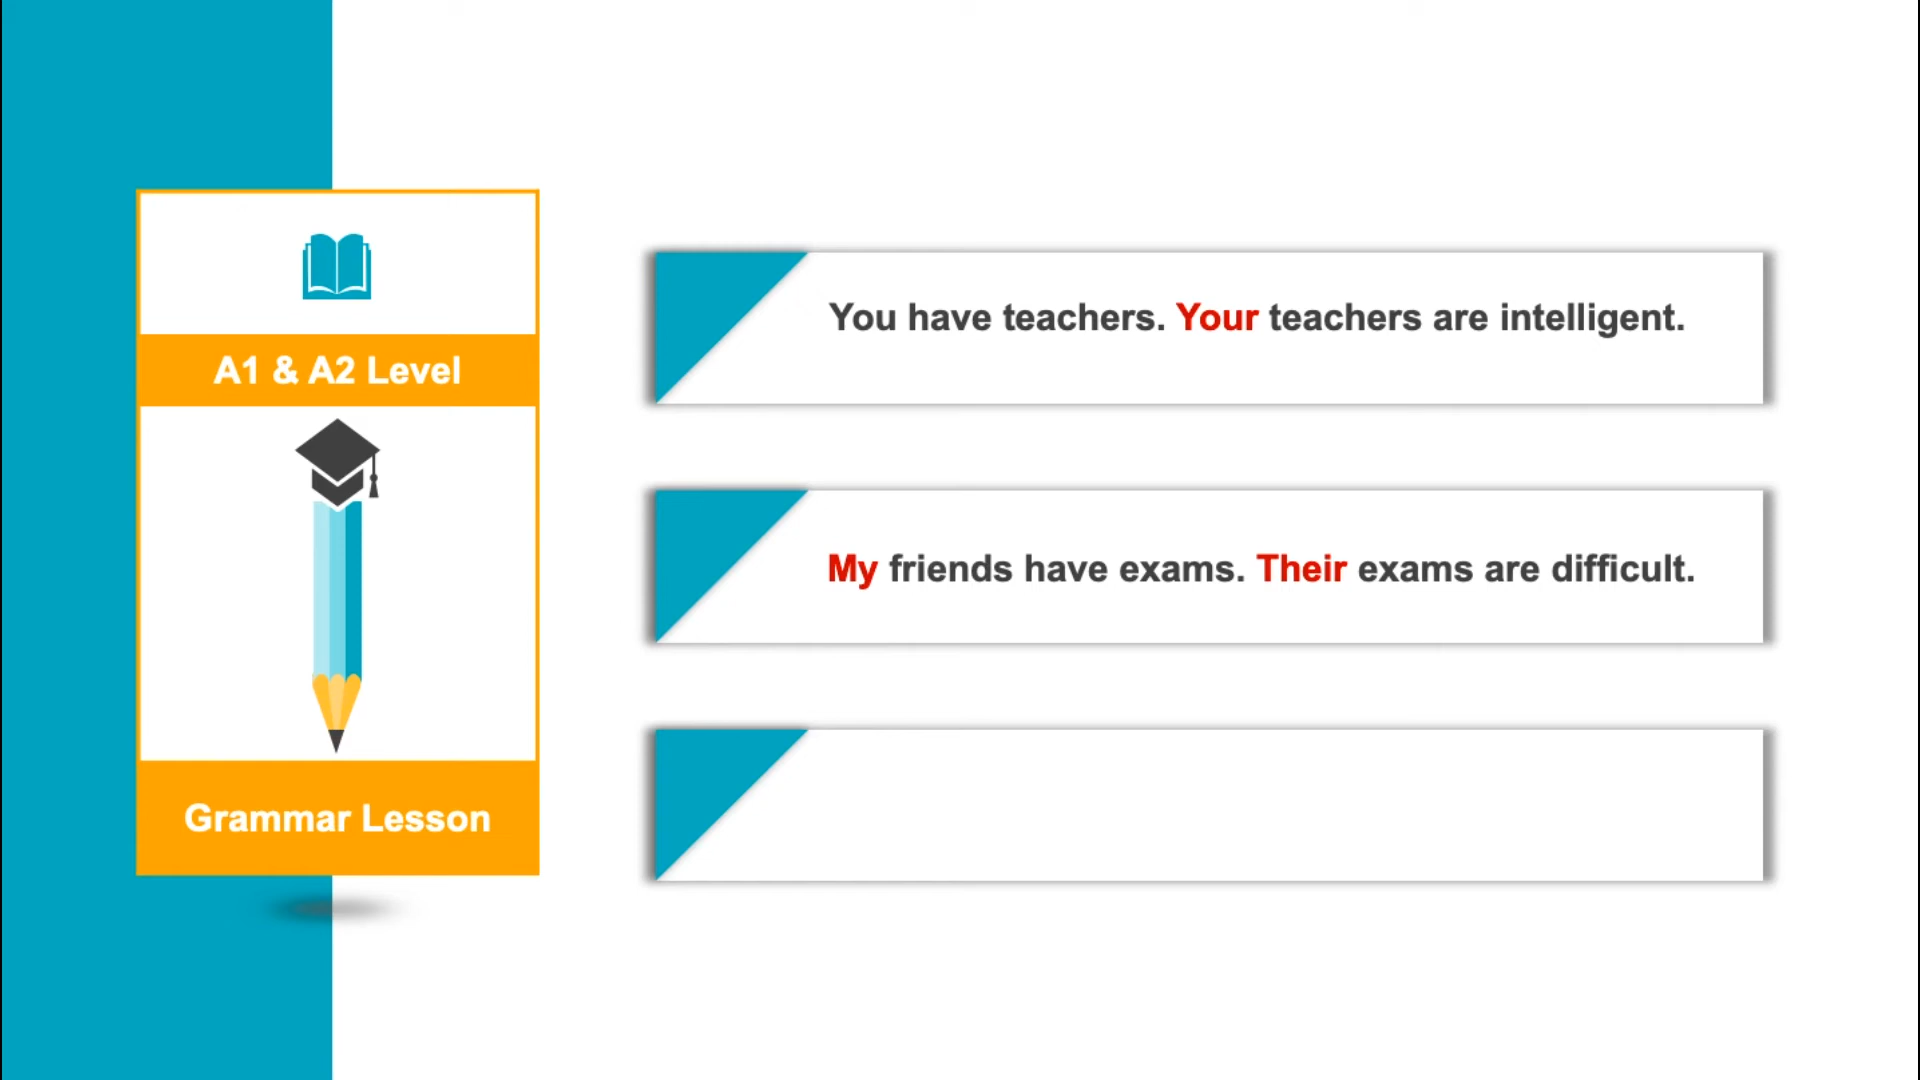 A1 & A2 Level
Grammar Lesson
You have teachers. Your teachers are intelligent.
My friends have exams. Their exams are difficult.